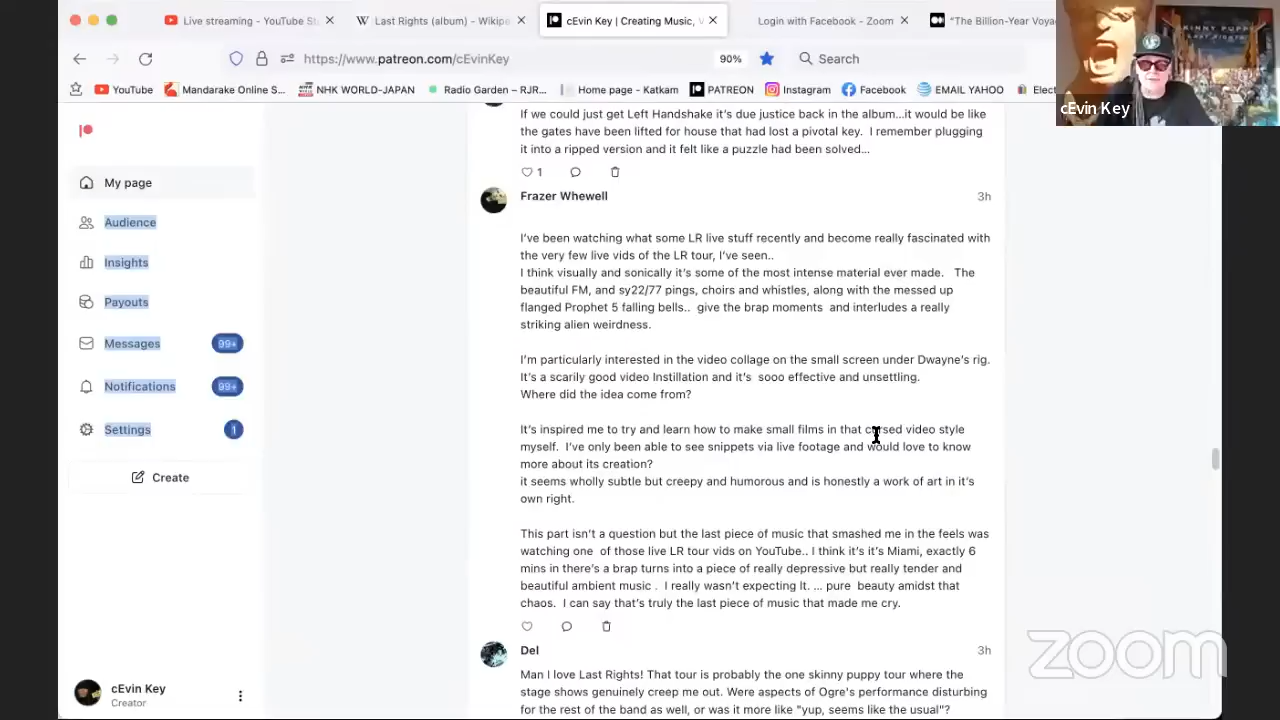 Live streaming - YouTube St
Last Rights (album) - Wikipe
cEvin Key | Creating Music, v
Login with Facebook - Zoom
"The Billion-Year Voya
https://www.patreon.com/cEvinKey
90%
Search
YouTube
Mandarake Online S...
NHK WORLD-JAPAN
Radio Garden – RJR...
Home page - Katkam
PATREON
Instagram
Facebook
EMAIL YAHOO
Elect
SKINNY PUPPY
LAST RIGHTS
cEvin Key
My page
Audience
Insights
Payouts
Messages 99+
Notifications 99+
Settings 1
Create
cEvin Key
Creator
If we could just get Left Handshake it's due justice back in the album...it would be like
the gates have been lifted for house that had lost a pivotal key. I remember plugging
it into a ripped version and it felt like a puzzle had been solved...
1
Frazer Whewell 3h
I've been watching what some LR live stuff recently and become really fascinated with
the very few live vids of the LR tour, I've seen..
I think visually and sonically it's some of the most intense material ever made. The
beautiful FM, and sy22/77 pings, choirs and whistles, along with the messed up
flanged Prophet 5 falling bells.. give the brap moments and interludes a really
striking alien weirdness.
I'm particularly interested in the video collage on the small screen under Dwayne's rig.
It's a scarily good video Instillation and it's sooo effective and unsettling.
Where did the idea come from?
It's inspired me to try and learn how to make small films in that cursed video style
myself. I've only been able to see snippets via live footage and would love to know
more about its creation?
it seems wholly subtle but creepy and humorous and is honestly a work of art in it's
own right.
This part isn't a question but the last piece of music that smashed me in the feels was
watching one of those live LR tour vids on YouTube.. I think it's it's Miami, exactly 6
mins in there's a brap turns into a piece of really depressive but really tender and
beautiful ambient music . I really wasn't expecting It. ... pure beauty amidst that
chaos. I can say that's truly the last piece of music that made me cry.
Del 3h
Man I love Last Rights! That tour is probably the one skinny puppy tour where the
stage shows genuinely creep me out. Were aspects of Ogre's performance disturbing
for the rest of the band as well, or was it more like "yup, seems like the usual"?
zoom